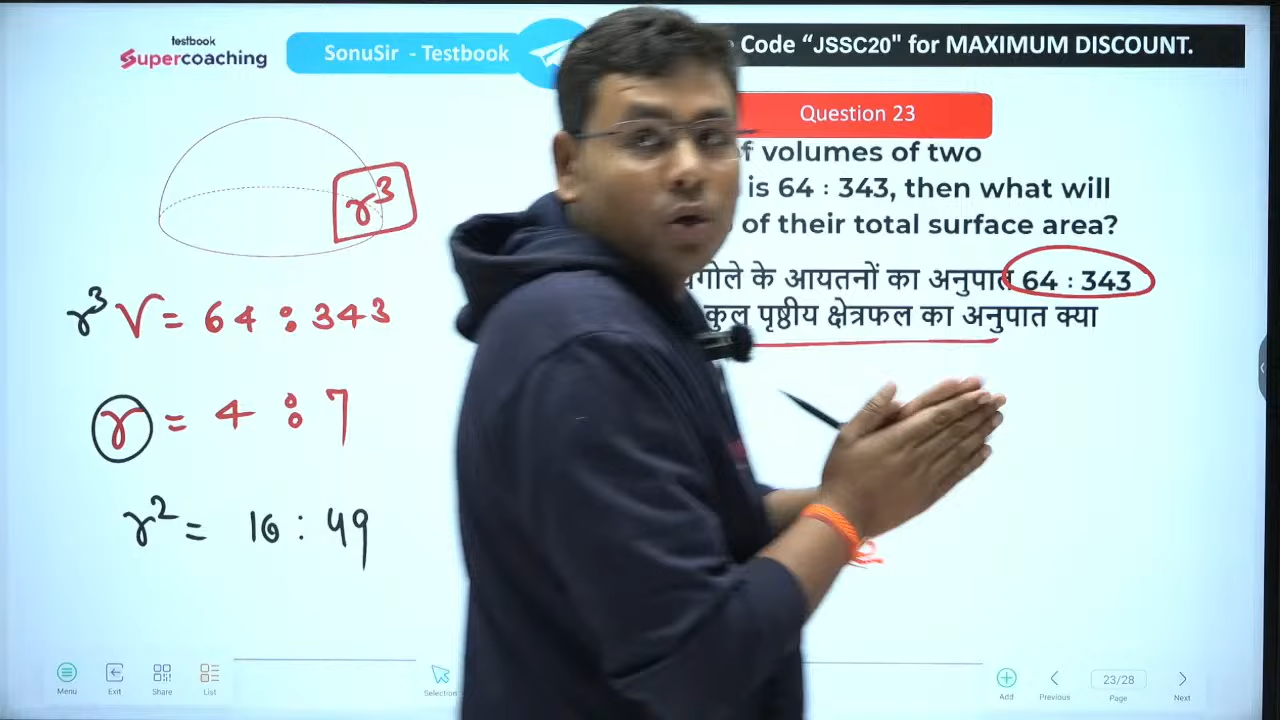 testbook
Supercoaching
SonuSir - Testbook
Code “JSSC20" for MAXIMUM DISCOUNT.
Question 23
of volumes of two
is 64 : 343, then what will
of their total surface area?
के आयतनों का अनुपात 64 : 343
कुल पृष्ठीय क्षेत्रफल का अनुपात क्या
r³
r³ V = 64 : 343
r = 4 : 7
r² = 16 : 49
Menu
Exit
Share
List
Selection
Add
Previous
23/28
Page
Next